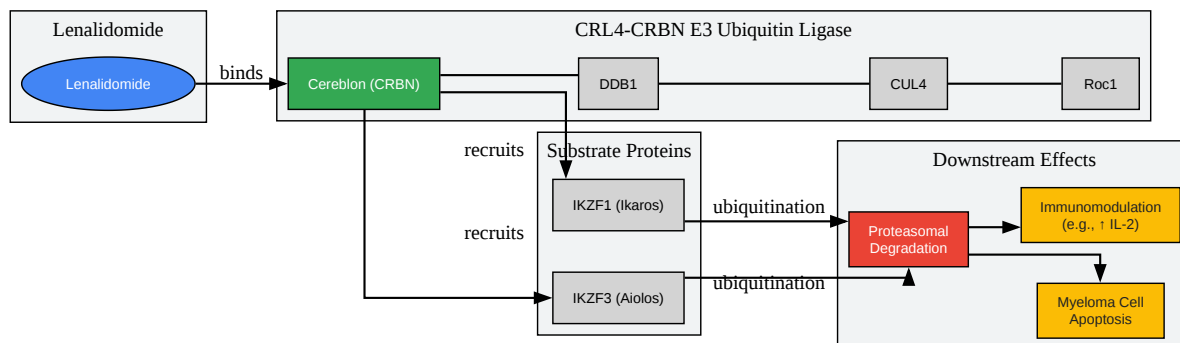 Lenalidomide
CRL4-CRBN E3 Ubiquitin Ligase
Lenalidomide
binds
Cereblon (CRBN)
DDB1
CUL4
Roc1
recruits
Substrate Proteins
Downstream Effects
IKZF1 (Ikaros)
ubiquitination
Immunomodulation
(e.g., ↑ IL-2)
recruits
Proteasomal
Degradation
IKZF3 (Aiolos)
ubiquitination
Myeloma Cell
Apoptosis